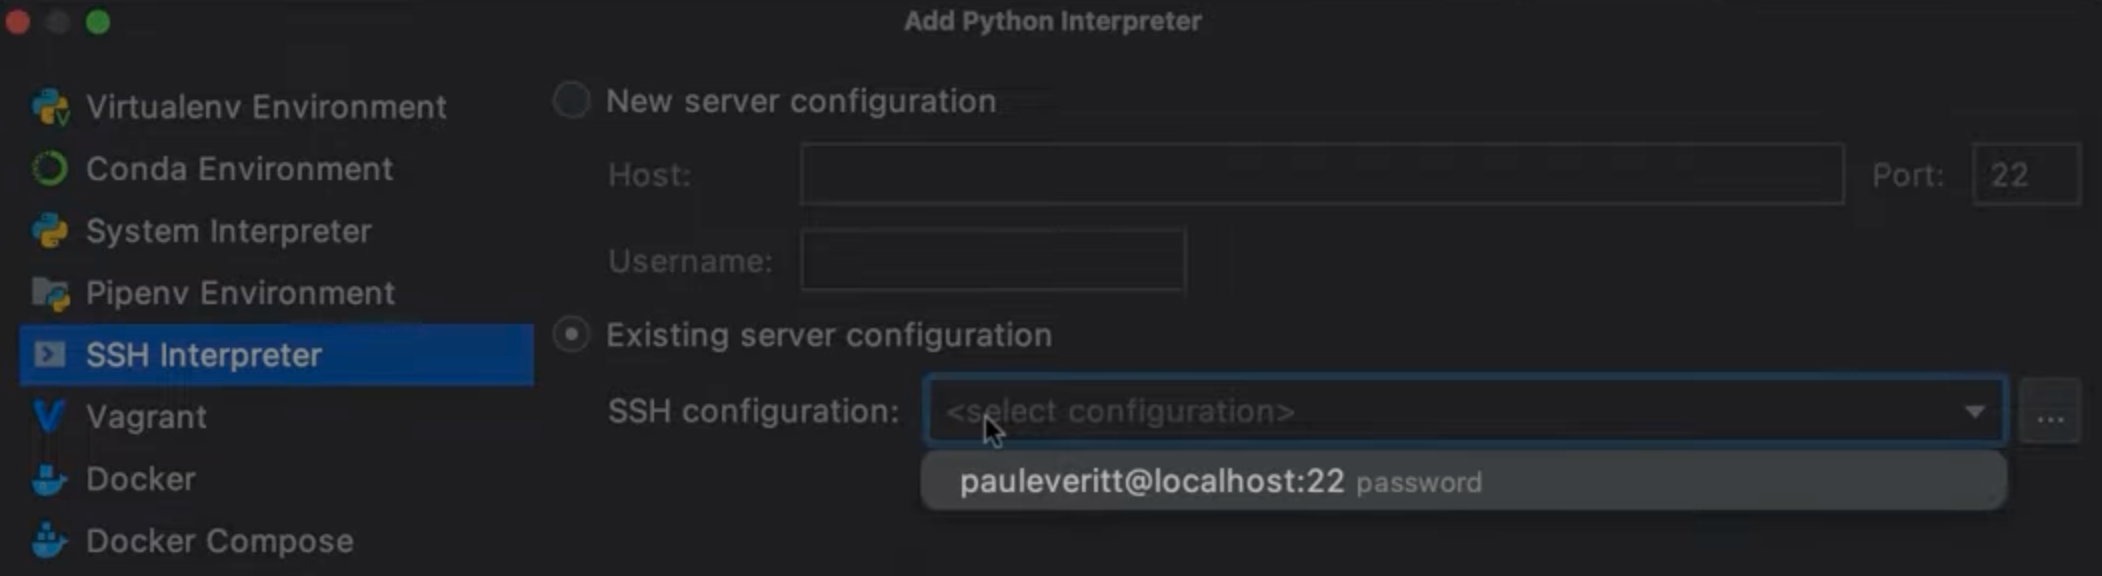 Add Python Interpreter
Virtualenv Environment
Conda Environment
System Interpreter
Pipenv Environment
SSH Interpreter
Vagrant
Docker
Docker Compose
New server configuration
Host:
Port: 22
Username:
Existing server configuration
SSH configuration: <select configuration> ...
pauleveritt@localhost:22 password